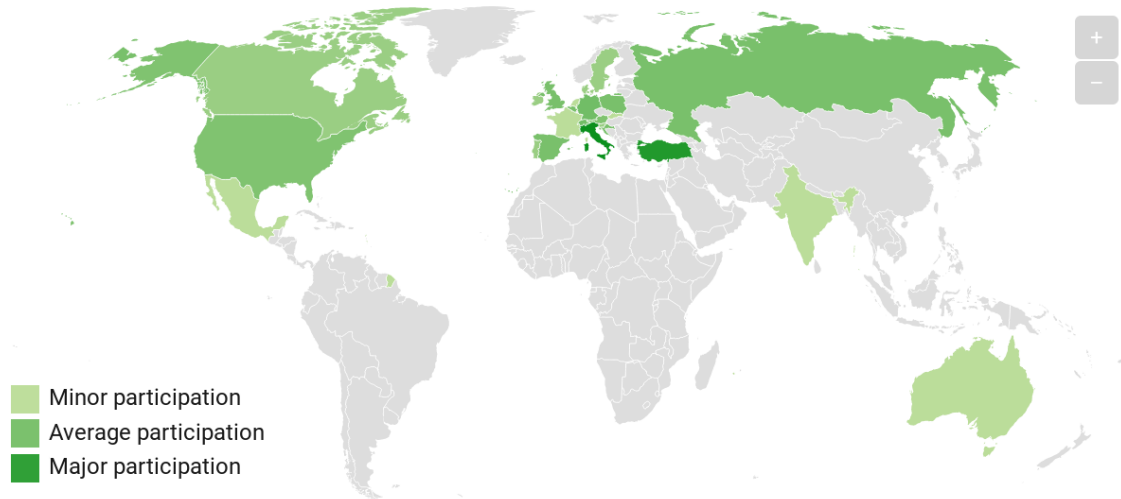 +
−
Minor participation
Average participation
Major participation